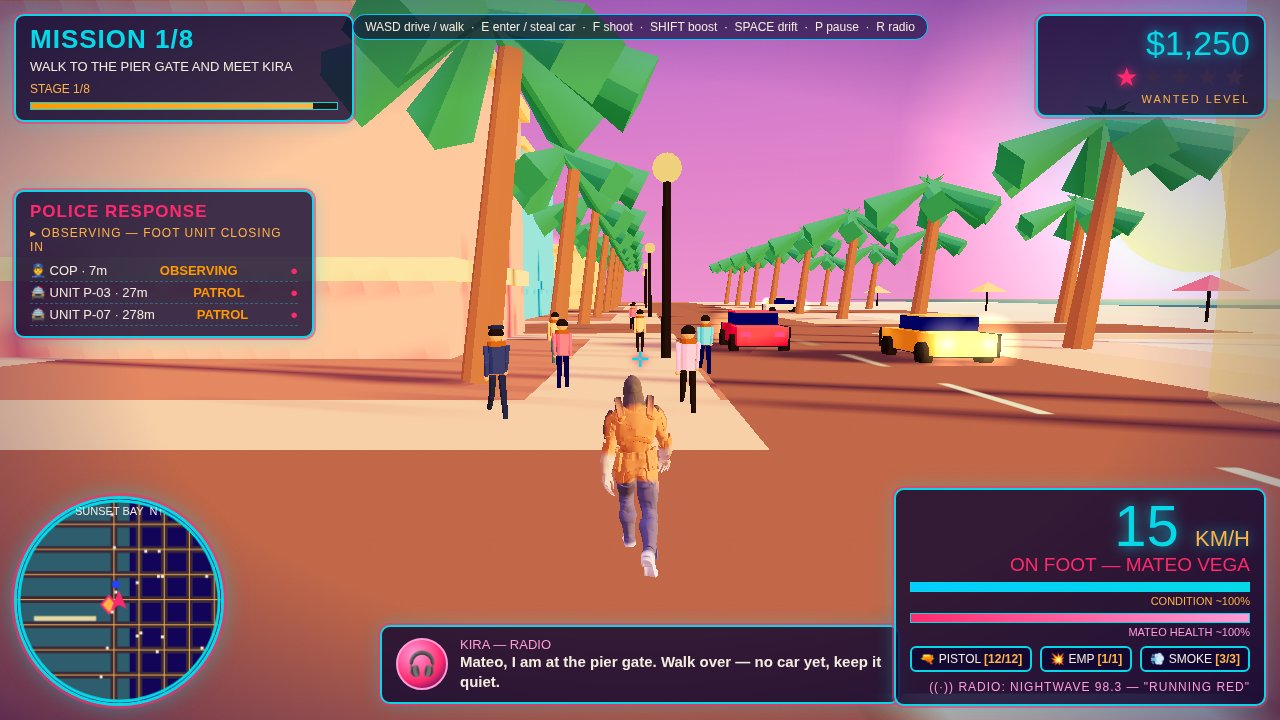 MISSION 1/8
WALK TO THE PIER GATE AND MEET KIRA
STAGE 1/8
WASD drive / walk · E enter / steal car · F shoot · SHIFT boost · SPACE drift · P pause · R radio
$1,250
WANTED LEVEL
POLICE RESPONSE
▸ OBSERVING — FOOT UNIT CLOSING
IN
COP · 7m OBSERVING
UNIT P-03 · 27m PATROL
UNIT P-07 · 278m PATROL
SUNSET BAY
KIRA — RADIO
Mateo, I am at the pier gate. Walk over — no car yet, keep it
quiet.
15 KM/H
ON FOOT — MATEO VEGA
CONDITION ~100%
MATEO HEALTH ~100%
PISTOL [12/12] EMP [1/1] SMOKE [3/3]
((·)) RADIO: NIGHTWAVE 98.3 — "RUNNING RED"